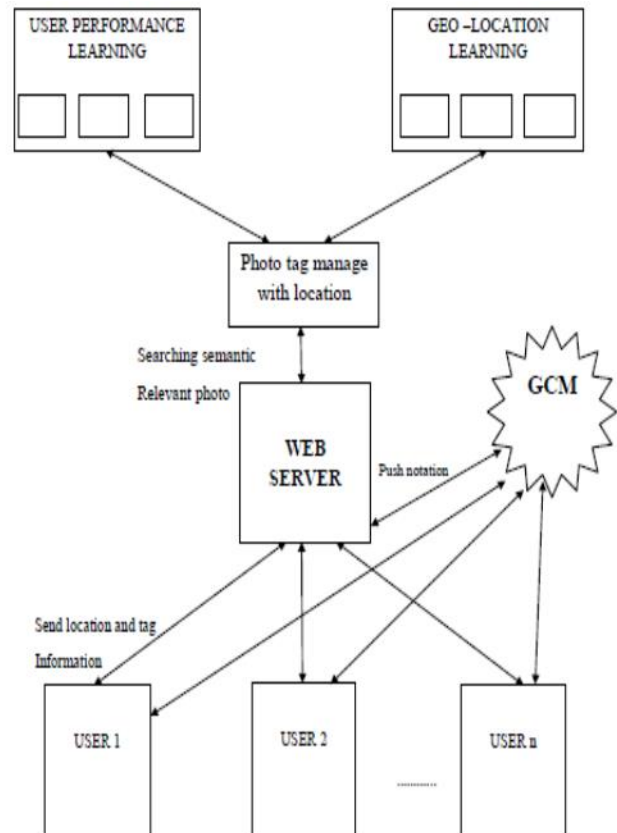 USER PERFORMANCE
LEARNING
GEO –LOCATION
LEARNING
Photo tag manage
with location
Searching semantic
Relevant photo
GCM
WEB
SERVER
Push notation
Send location and tag
Information
USER 1
USER 2
USER n
............